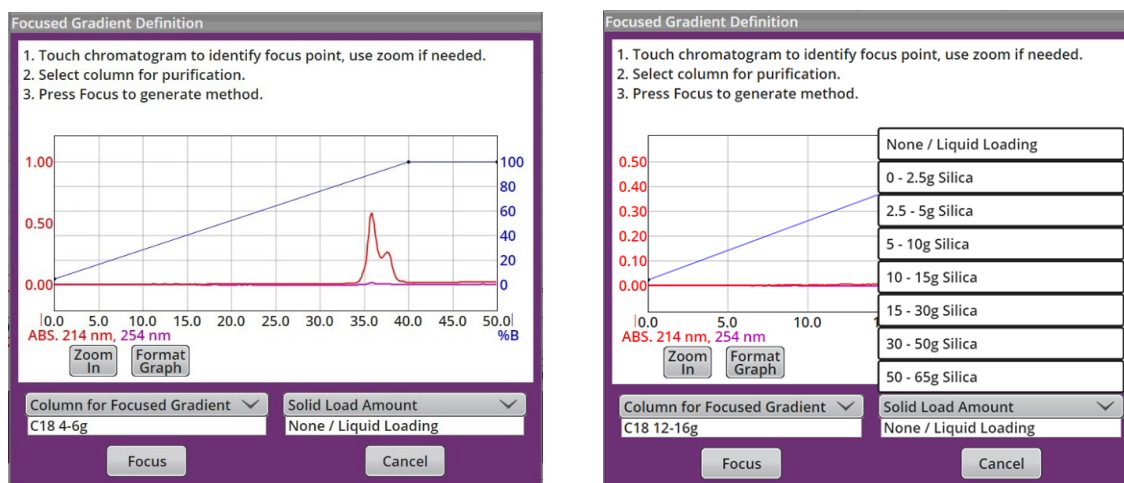 Focused Gradient Definition
1. Touch chromatogram to identify focus point, use zoom if needed.
2. Select column for purification.
3. Press Focus to generate method.
1.00
0.50
0.00
100
80
60
40
20
0
0.0 5.0 10.0 15.0 20.0 25.0 30.0 35.0 40.0 45.0 50.0
ABS. 214 nm, 254 nm
%B
Zoom In
Format Graph
Column for Focused Gradient
C18 4-6g
Solid Load Amount
None / Liquid Loading
Focus
Cancel
Focused Gradient Definition
1. Touch chromatogram to identify focus point, use zoom if needed.
2. Select column for purification.
3. Press Focus to generate method.
0.50
0.40
0.30
0.20
0.10
0.00
0.0 5.0 10.0 1
ABS. 214 nm, 254 nm
Zoom In
Format Graph
None / Liquid Loading
0 - 2.5g Silica
2.5 - 5g Silica
5 - 10g Silica
10 - 15g Silica
15 - 30g Silica
30 - 50g Silica
50 - 65g Silica
Column for Focused Gradient
C18 12-16g
Solid Load Amount
None / Liquid Loading
Focus
Cancel